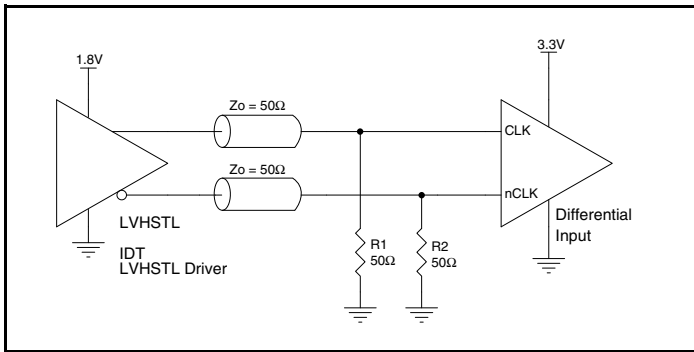 1.8V
3.3V
Zo = 50Ω
CLK
Zo = 50Ω
nCLK
LVHSTL
IDT
LVHSTL Driver
R1
50Ω
R2
50Ω
Differential
Input